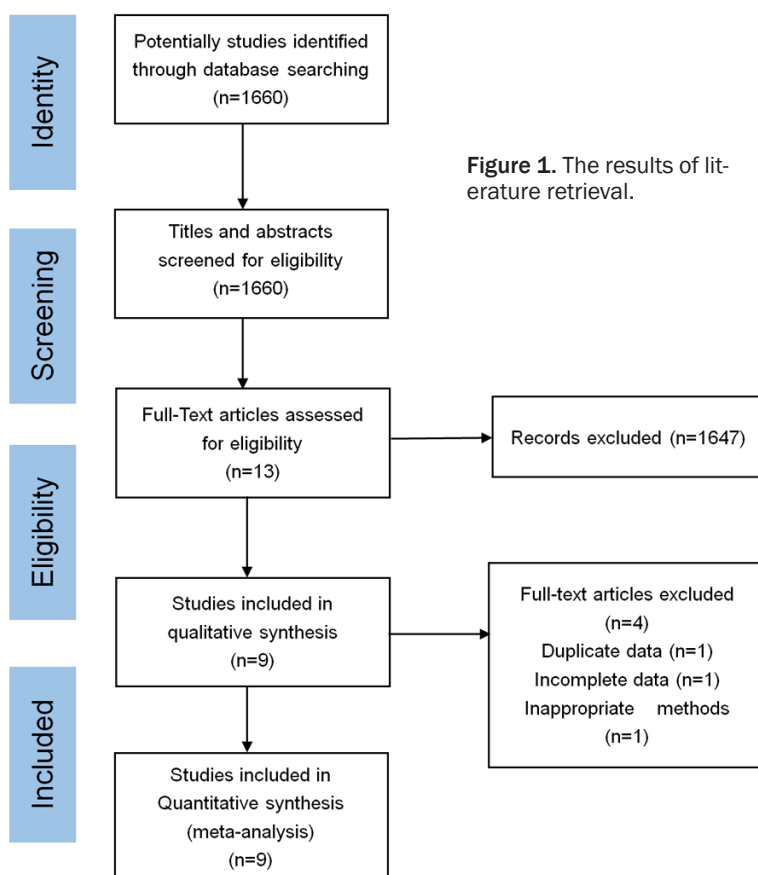 Identity
Potentially studies identified
through database searching
(n=1660)
Figure 1. The results of lit-
erature retrieval.
Screening
Titles and abstracts
screened for eligibility
(n=1660)
Full-Text articles assessed
for eligibility
(n=13)
Records excluded (n=1647)
Eligibility
Studies included in
qualitative synthesis
(n=9)
Full-text articles excluded
(n=4)
Duplicate data (n=1)
Incomplete data (n=1)
Inappropriate methods
(n=1)
Included
Studies included in
Quantitative synthesis
(meta-analysis)
(n=9)